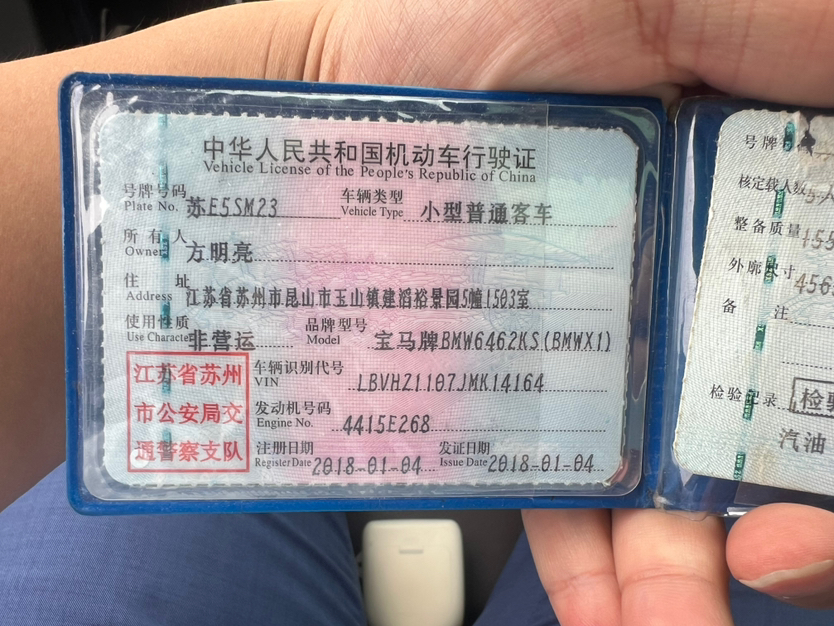 中华人民共和国机动车行驶证
Vehicle License of the People's Republic of China
号牌号码 苏E5SM23 车辆类型 小型普通客车
Plate No. Vehicle Type
所有人 方明亮
Owner
住址 江苏省苏州市昆山市玉山镇建滔裕景园5幢1503室
Address
使用性质 非营运 品牌型号 宝马牌BMW6462KS(BMWX1)
Use Character Model
车辆识别代号 LBVHZ1107JMK14164
VIN
发动机号码 4415E268
Engine No.
注册日期 2018-01-04 发证日期 2018-01-04
Register Date Issue Date
江苏省苏州
市公安局交
通警察支队
号牌
核定载人数
整备质量
外廓尺寸
备注
检验记录
汽油